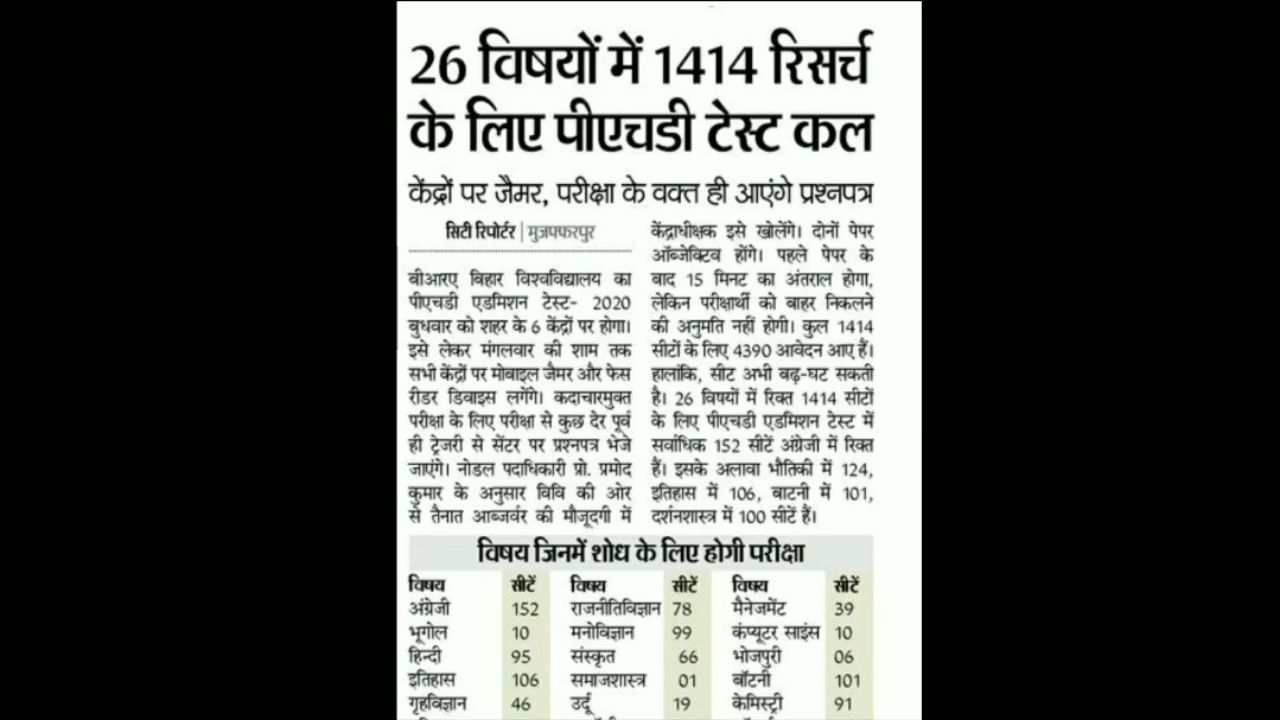 26 विषयों में 1414 रिसर्च
के लिए पीएचडी टेस्ट कल
केंद्रों पर जैमर, परीक्षा के वक्त ही आएंगे प्रश्नपत्र
सिटी रिपोर्टर | मुजफ्फरपुर
बीआरए बिहार विश्वविद्यालय का
पीएचडी एडमिशन टेस्ट- 2020
बुधवार को शहर के 6 केंद्रों पर होगा।
इसे लेकर मंगलवार की शाम तक
सभी केंद्रों पर मोबाइल जैमर और फेस
रीडर डिवाइस लगेंगे। कदाचारमुक्त
परीक्षा के लिए परीक्षा से कुछ देर पूर्व
ही ट्रेजरी से सेंटर पर प्रश्नपत्र भेजे
जाएंगे। नोडल पदाधिकारी प्रो. प्रमोद
कुमार के अनुसार विवि की ओर
से तैनात आब्जर्वर की मौजूदगी में
केंद्राधीक्षक इसे खोलेंगे। दोनों पेपर
ऑब्जेक्टिव होंगे। पहले पेपर के
बाद 15 मिनट का अंतराल होगा,
लेकिन परीक्षार्थी को बाहर निकलने
की अनुमति नहीं होगी। कुल 1414
सीटों के लिए 4390 आवेदन आए हैं।
हालांकि, सीट अभी बढ़-घट सकती
है। 26 विषयों में रिक्त 1414 सीटों
के लिए पीएचडी एडमिशन टेस्ट में
सर्वाधिक 152 सीटें अंग्रेजी में रिक्त
हैं। इसके अलावा भौतिकी में 124,
इतिहास में 106, बाटनी में 101,
दर्शनशास्त्र में 100 सीटें हैं।
विषय जिनमें शोध के लिए होगी परीक्षा
विषय सीटें विषय सीटें विषय सीटें
अंग्रेजी 152 राजनीतिविज्ञान 78 मैनेजमेंट 39
भूगोल 10 मनोविज्ञान 99 कंप्यूटर साइंस 10
हिन्दी 95 संस्कृत 66 भोजपुरी 06
इतिहास 106 समाजशास्त्र 01 बॉटनी 101
गृहविज्ञान 46 उर्दू 19 केमिस्ट्री 91